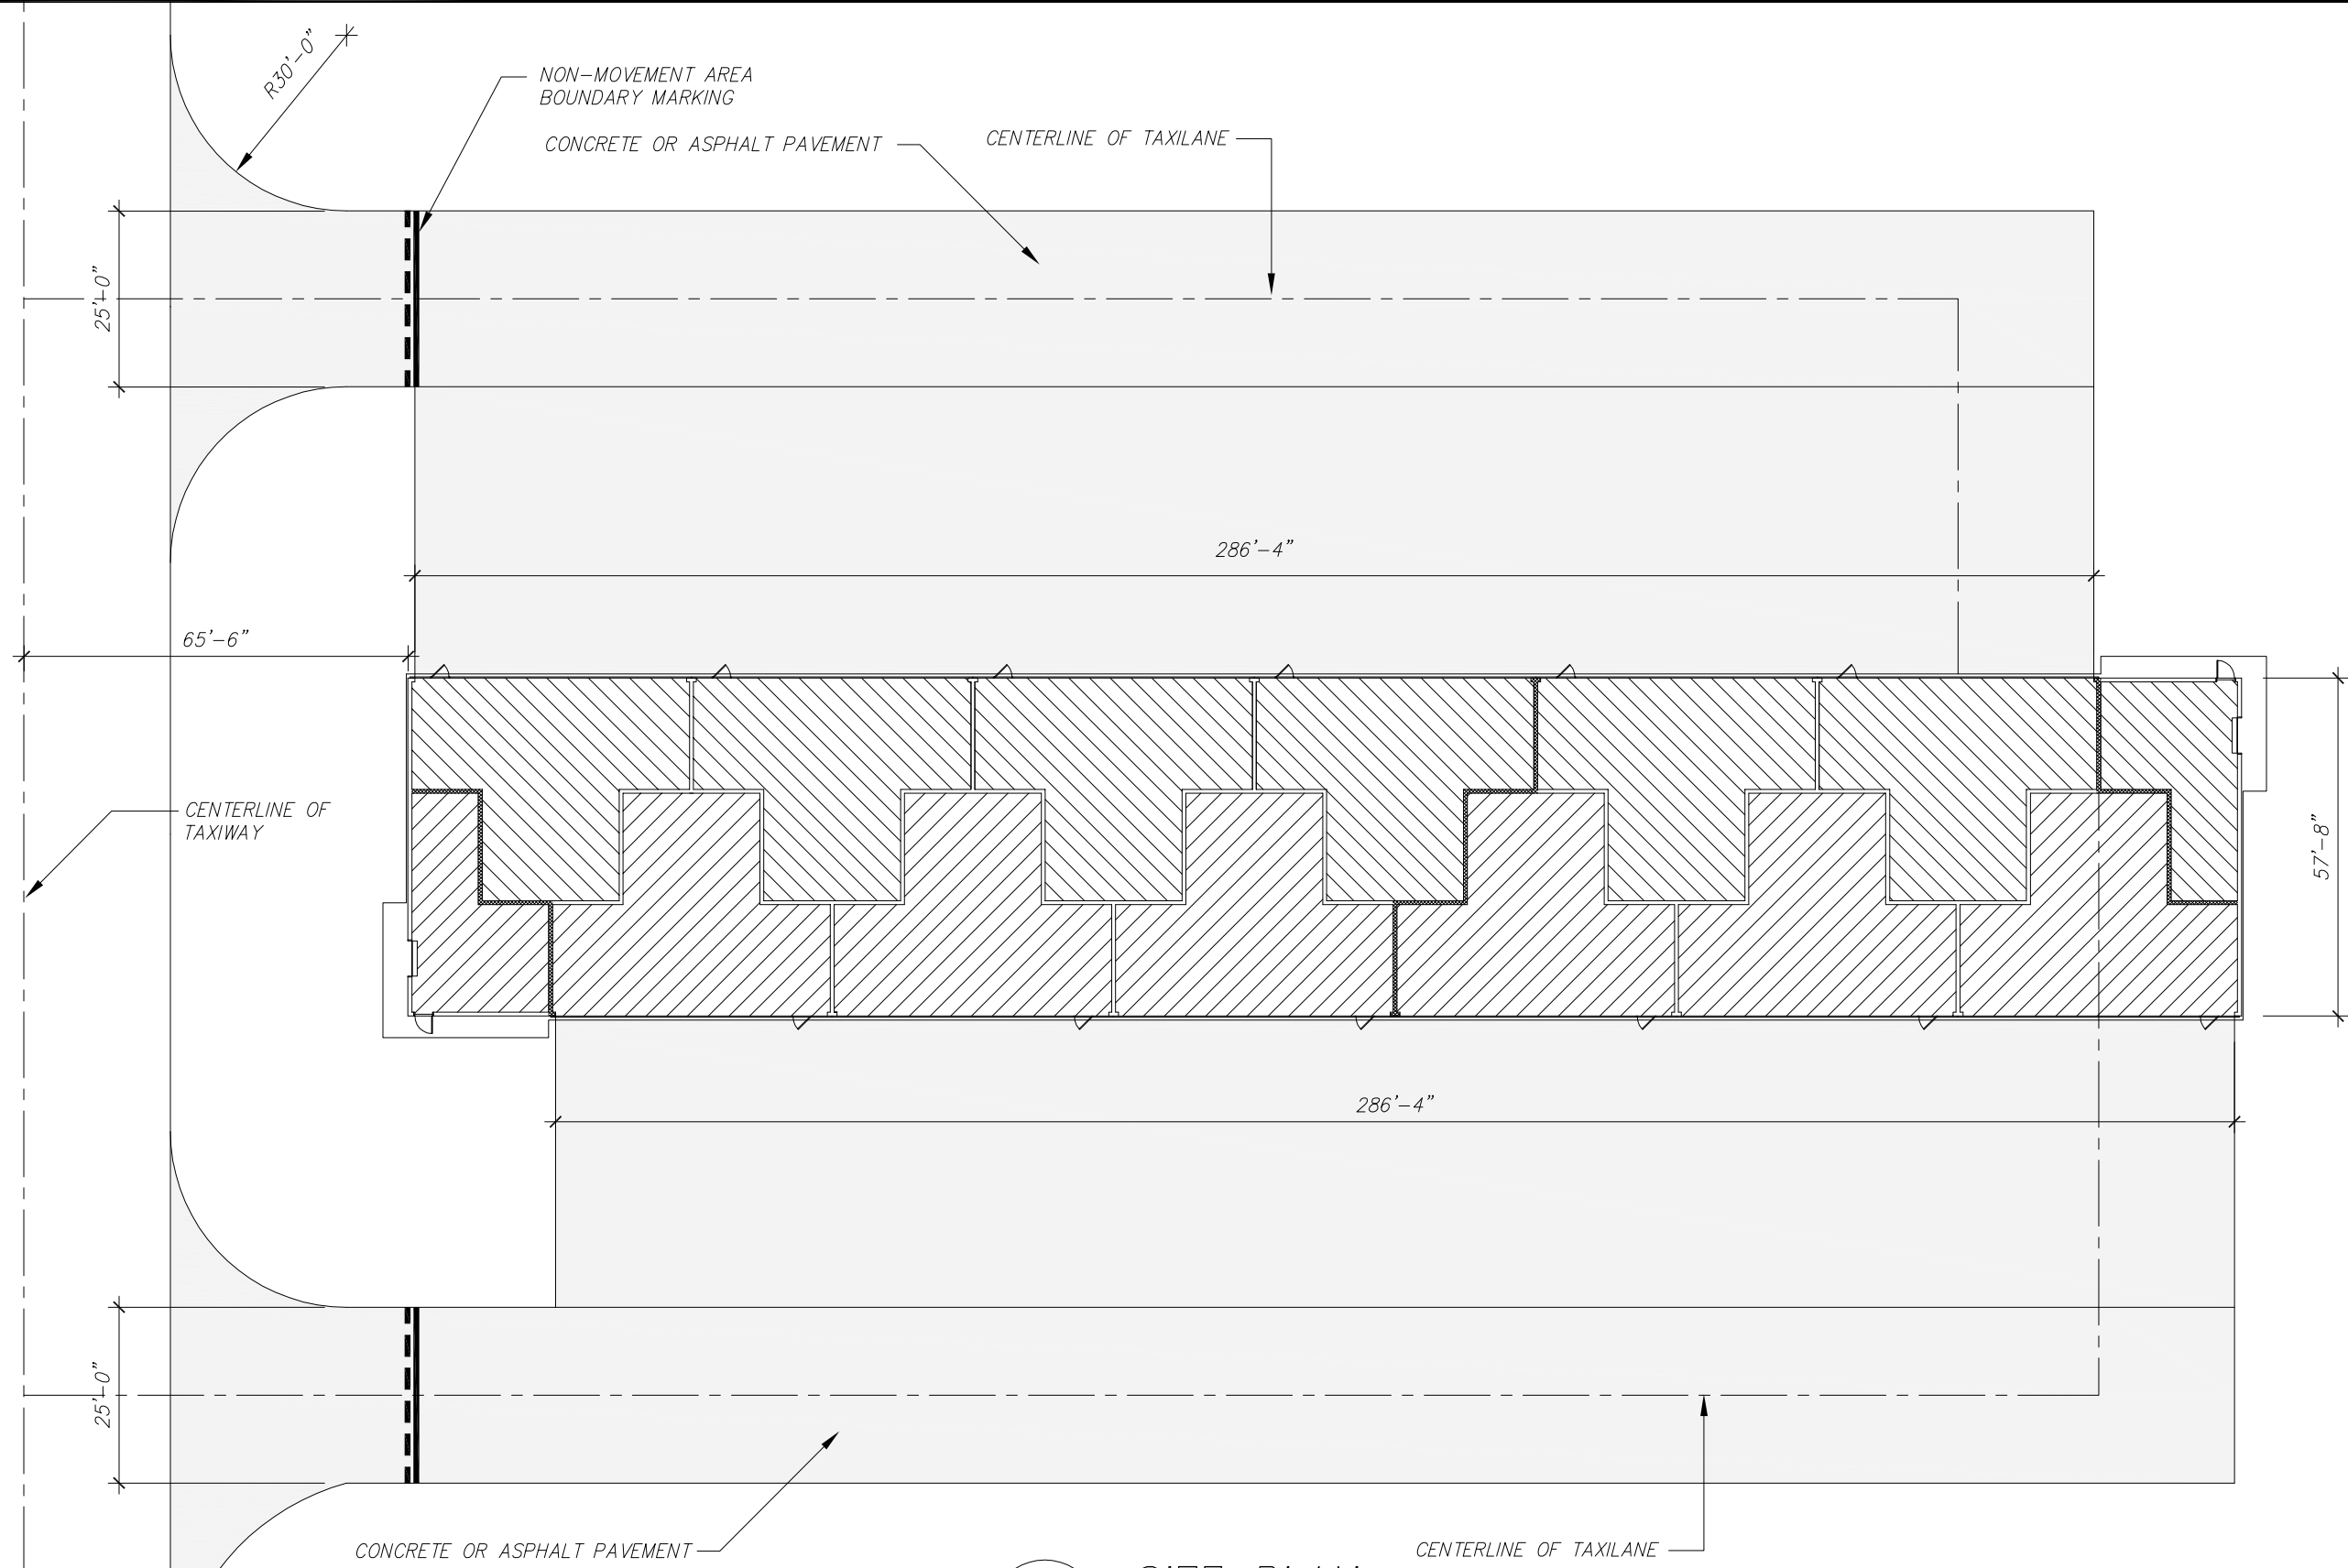 R30'-0"
NON-MOVEMENT AREA
BOUNDARY MARKING
CONCRETE OR ASPHALT PAVEMENT
CENTERLINE OF TAXILANE
25'-0"
286'-4"
65'-6"
CENTERLINE OF
TAXIWAY
57'-8"
286'-4"
25'-0"
CONCRETE OR ASPHALT PAVEMENT
CENTERLINE OF TAXILANE